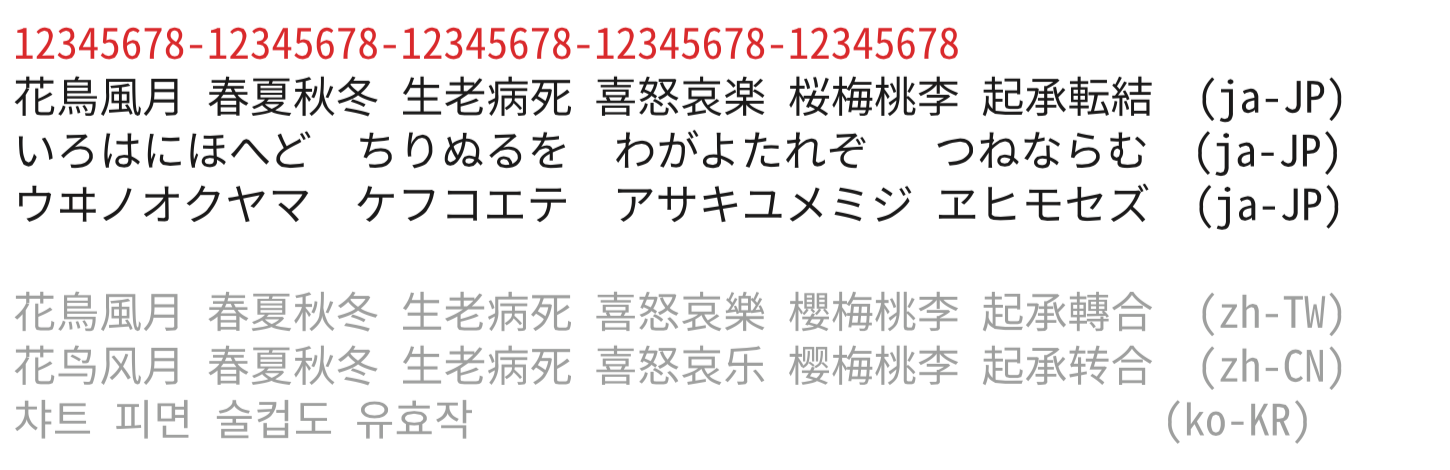 12345678-12345678-12345678-12345678-12345678
花鳥風月 春夏秋冬 生老病死 喜怒哀楽 桜梅桃李 起承転結 (ja-JP)
いろはにほへど ちりぬるを わがよたれぞ つねならむ (ja-JP)
ウヰノオクヤマ ケフコエテ アサキユメミジ ヱヒモセズ (ja-JP)
花鳥風月 春夏秋冬 生老病死 喜怒哀樂 櫻梅桃李 起承轉合 (zh-TW)
花鸟风月 春夏秋冬 生老病死 喜怒哀乐 樱梅桃李 起承转合 (zh-CN)
챠트 피면 술컵도 유효작 (ko-KR)